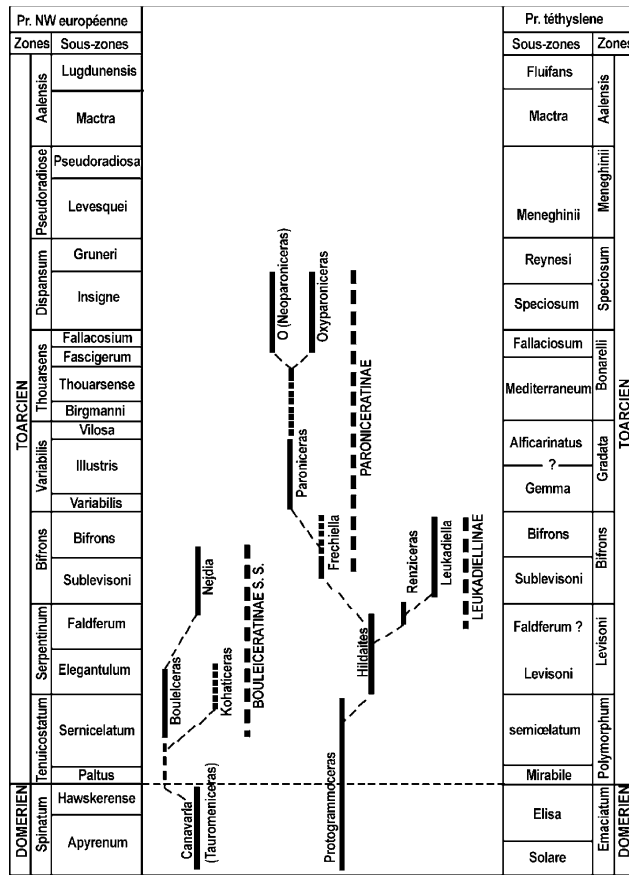 Pr. NW européenne
Zones
Sous-zones
TOARCIEN
DOMERIEN
Aalensis
Pseudoradiose
Dispansum
Thouarsens
Variabilis
Bifrons
Serpentinum
Tenuicostatum
Spinatum
Lugdunensis
Mactra
Pseudoradiosa
Levesquei
Gruneri
Insigne
Fallacosium
Fascigerum
Thouarsense
Birgmanni
Vilosa
Illustris
Variabilis
Bifrons
Sublevisoni
Faldferum
Elegantulum
Sernicelatum
Paltus
Hawskerense
Apyrenum
O (Neoparoniceras)
Oxyparoniceras
PARONICERATINAE
Paroniceras
Frechiella
Renziceras
Leukadiella
LEUKADIELLINAE
Nejdia
BOULEICERATINAE S. S.
Kohaticeras
Hildaites
Protogrammoceras
Canavaria
(Tauromeniceras)
Pr. téthyslene
Sous-zones
Zones
Fluifans
Mactra
Meneghinii
Reynesi
Speciosum
Fallaciosum
Mediterraneum
Alficarinatus
?
Gemma
Bifrons
Sublevisoni
Faldferum ?
Levisoni
semicelatum
Mirabile
Elisa
Solare
Aalensis
Meneghinii
Speciosum
Bonarelli
Gradata
Bifrons
Levisoni
Polymorphum
Emaciatum
TOARCIEN
DOMERIEN